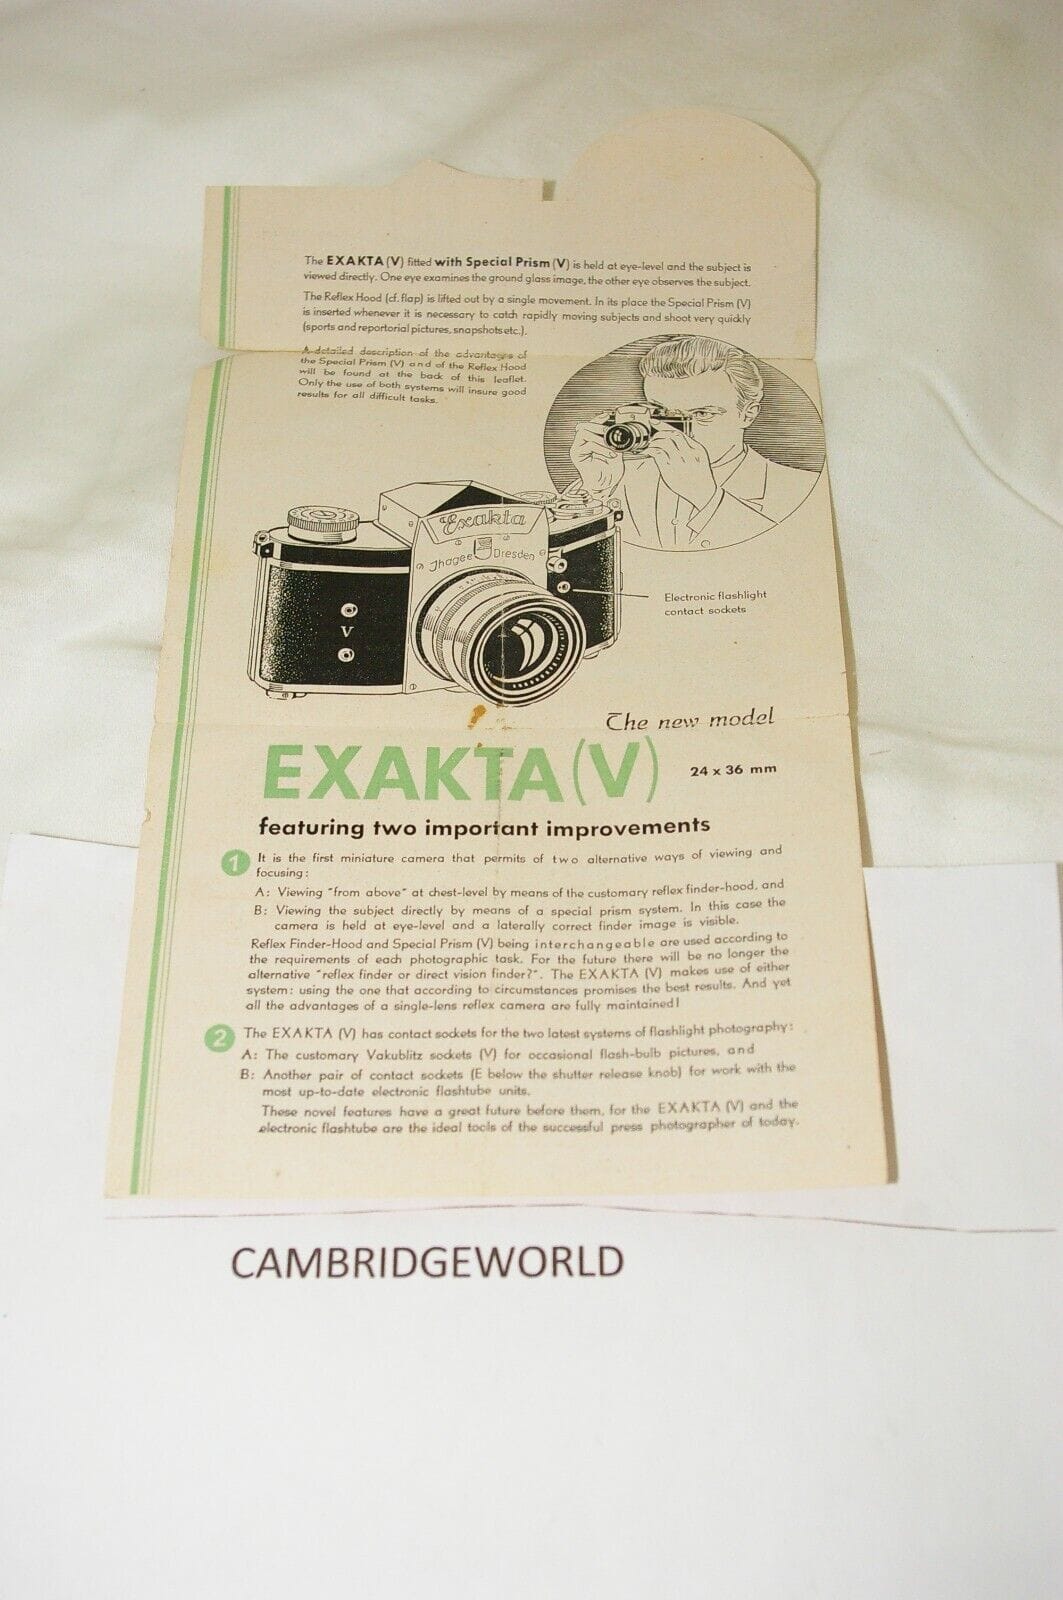 The EXAKTA (V) fitted with Special Prism (V) is held at eye-level and the subject is
viewed directly. One eye examines the ground glass image, the other eye observes the subject.
The Reflex Hood (cf. flap) is lifted out by a single movement. In its place the Special Prism (V)
is inserted whenever it is necessary to catch rapidly moving subjects and shoot very quickly
(sports and reportorial pictures, snapshots etc.).
A detailed description of the advantages of
the Special Prism (V) and of the Reflex Hood
will be found at the back of this leaflet.
Only the use of both systems will insure good
results for all difficult tasks.
Exakta
Jhagee Dresden
V
Electronic flashlight
contact sockets
The new model
EXAKTA (V)
24 x 36 mm
featuring two important improvements
1 It is the first miniature camera that permits of two alternative ways of viewing and
focusing:
A: Viewing "from above" at chest-level by means of the customary reflex finder-hood, and
B: Viewing the subject directly by means of a special prism system. In this case the
camera is held at eye-level and a laterally correct finder image is visible.
Reflex Finder-Hood and Special Prism (V) being interchangeable are used according to
the requirements of each photographic task. For the future there will be no longer the
alternative "reflex finder or direct vision finder?". The EXAKTA (V) makes use of either
system: using the one that according to circumstances promises the best results. And yet
all the advantages of a single-lens reflex camera are fully maintained!
2 The EXAKTA (V) has contact sockets for the two latest systems of flashlight photography:
A: The customary Vakublitz sockets (V) for occasional flash-bulb pictures, and
B: Another pair of contact sockets (E below the shutter release knob) for work with the
most up-to-date electronic flashtube units.
These novel features have a great future before them, for the EXAKTA (V) and the
electronic flashtube are the ideal tools of the successful press photographer of today.
CAMBRIDGEWORLD